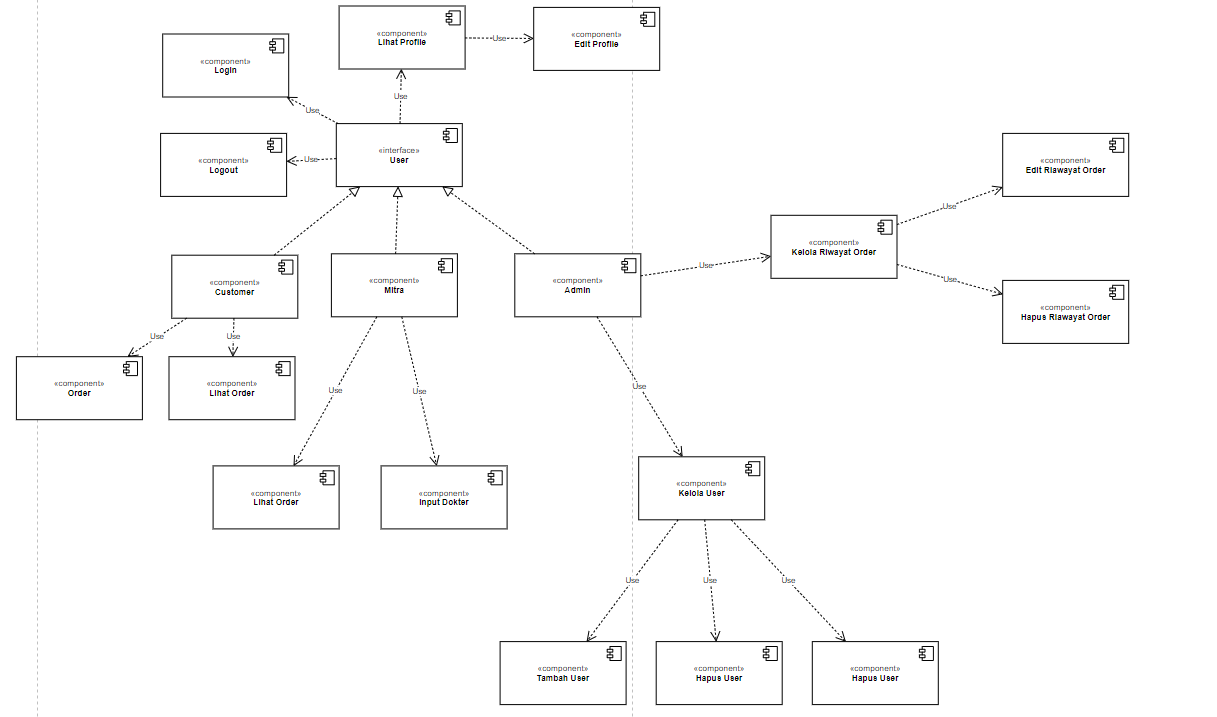 «component»
Lihat Profile
Use
«component»
Edit Profile
«component»
Login
Use
Use
«component»
Logout
Use
«interface»
User
«component»
Edit Riawayat Order
«component»
Customer
«component»
Mitra
«component»
Admin
Use
«component»
Kelola Riwayat Order
Use
Use
«component»
Hapus Riawayat Order
Use
Use
«component»
Order
«component»
Lihat Order
Use
Use
Use
«component»
Lihat Order
«component»
Input Dokter
«component»
Kelola User
Use
Use
Use
«component»
Tambah User
«component»
Hapus User
«component»
Hapus User